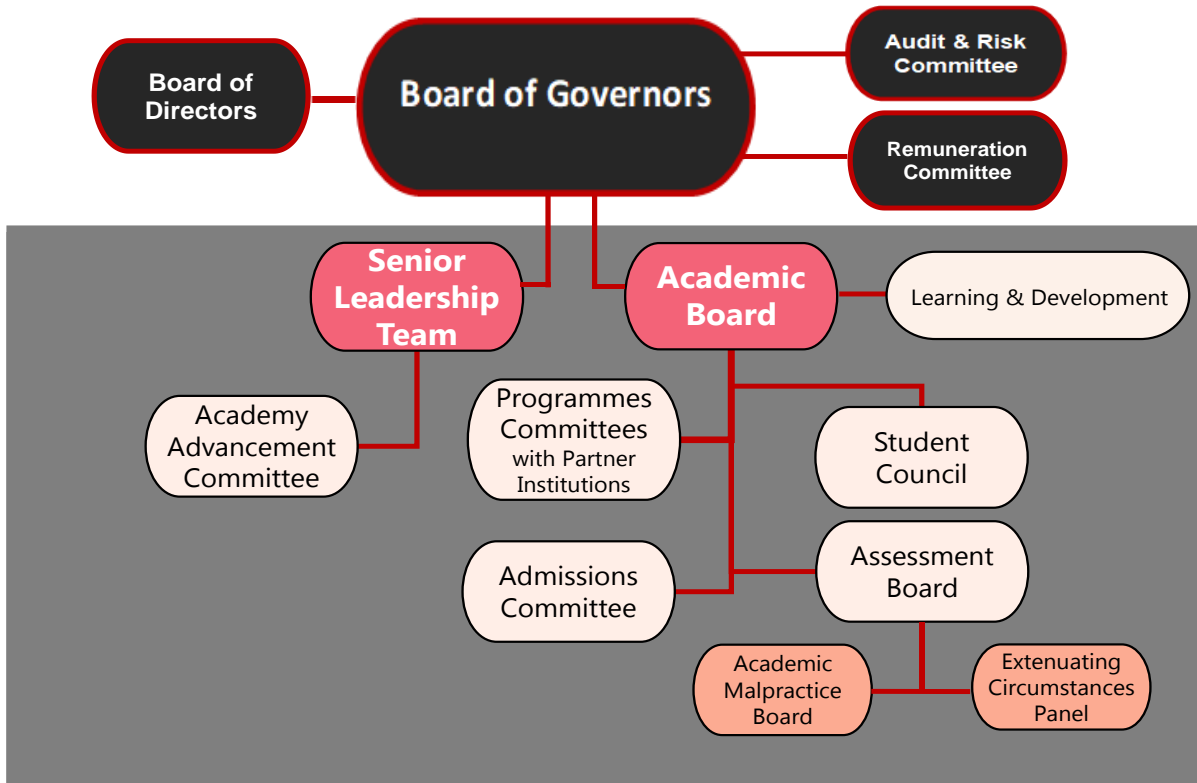 Board of
Directors
Board of Governors
Audit & Risk
Committee
Remuneration
Committee
Senior
Leadership
Team
Academic
Board
Learning & Development
Academy
Advancement
Committee
Programmes
Committees
with Partner
Institutions
Student
Council
Admissions
Committee
Assessment
Board
Academic
Malpractice
Board
Extenuating
Circumstances
Panel